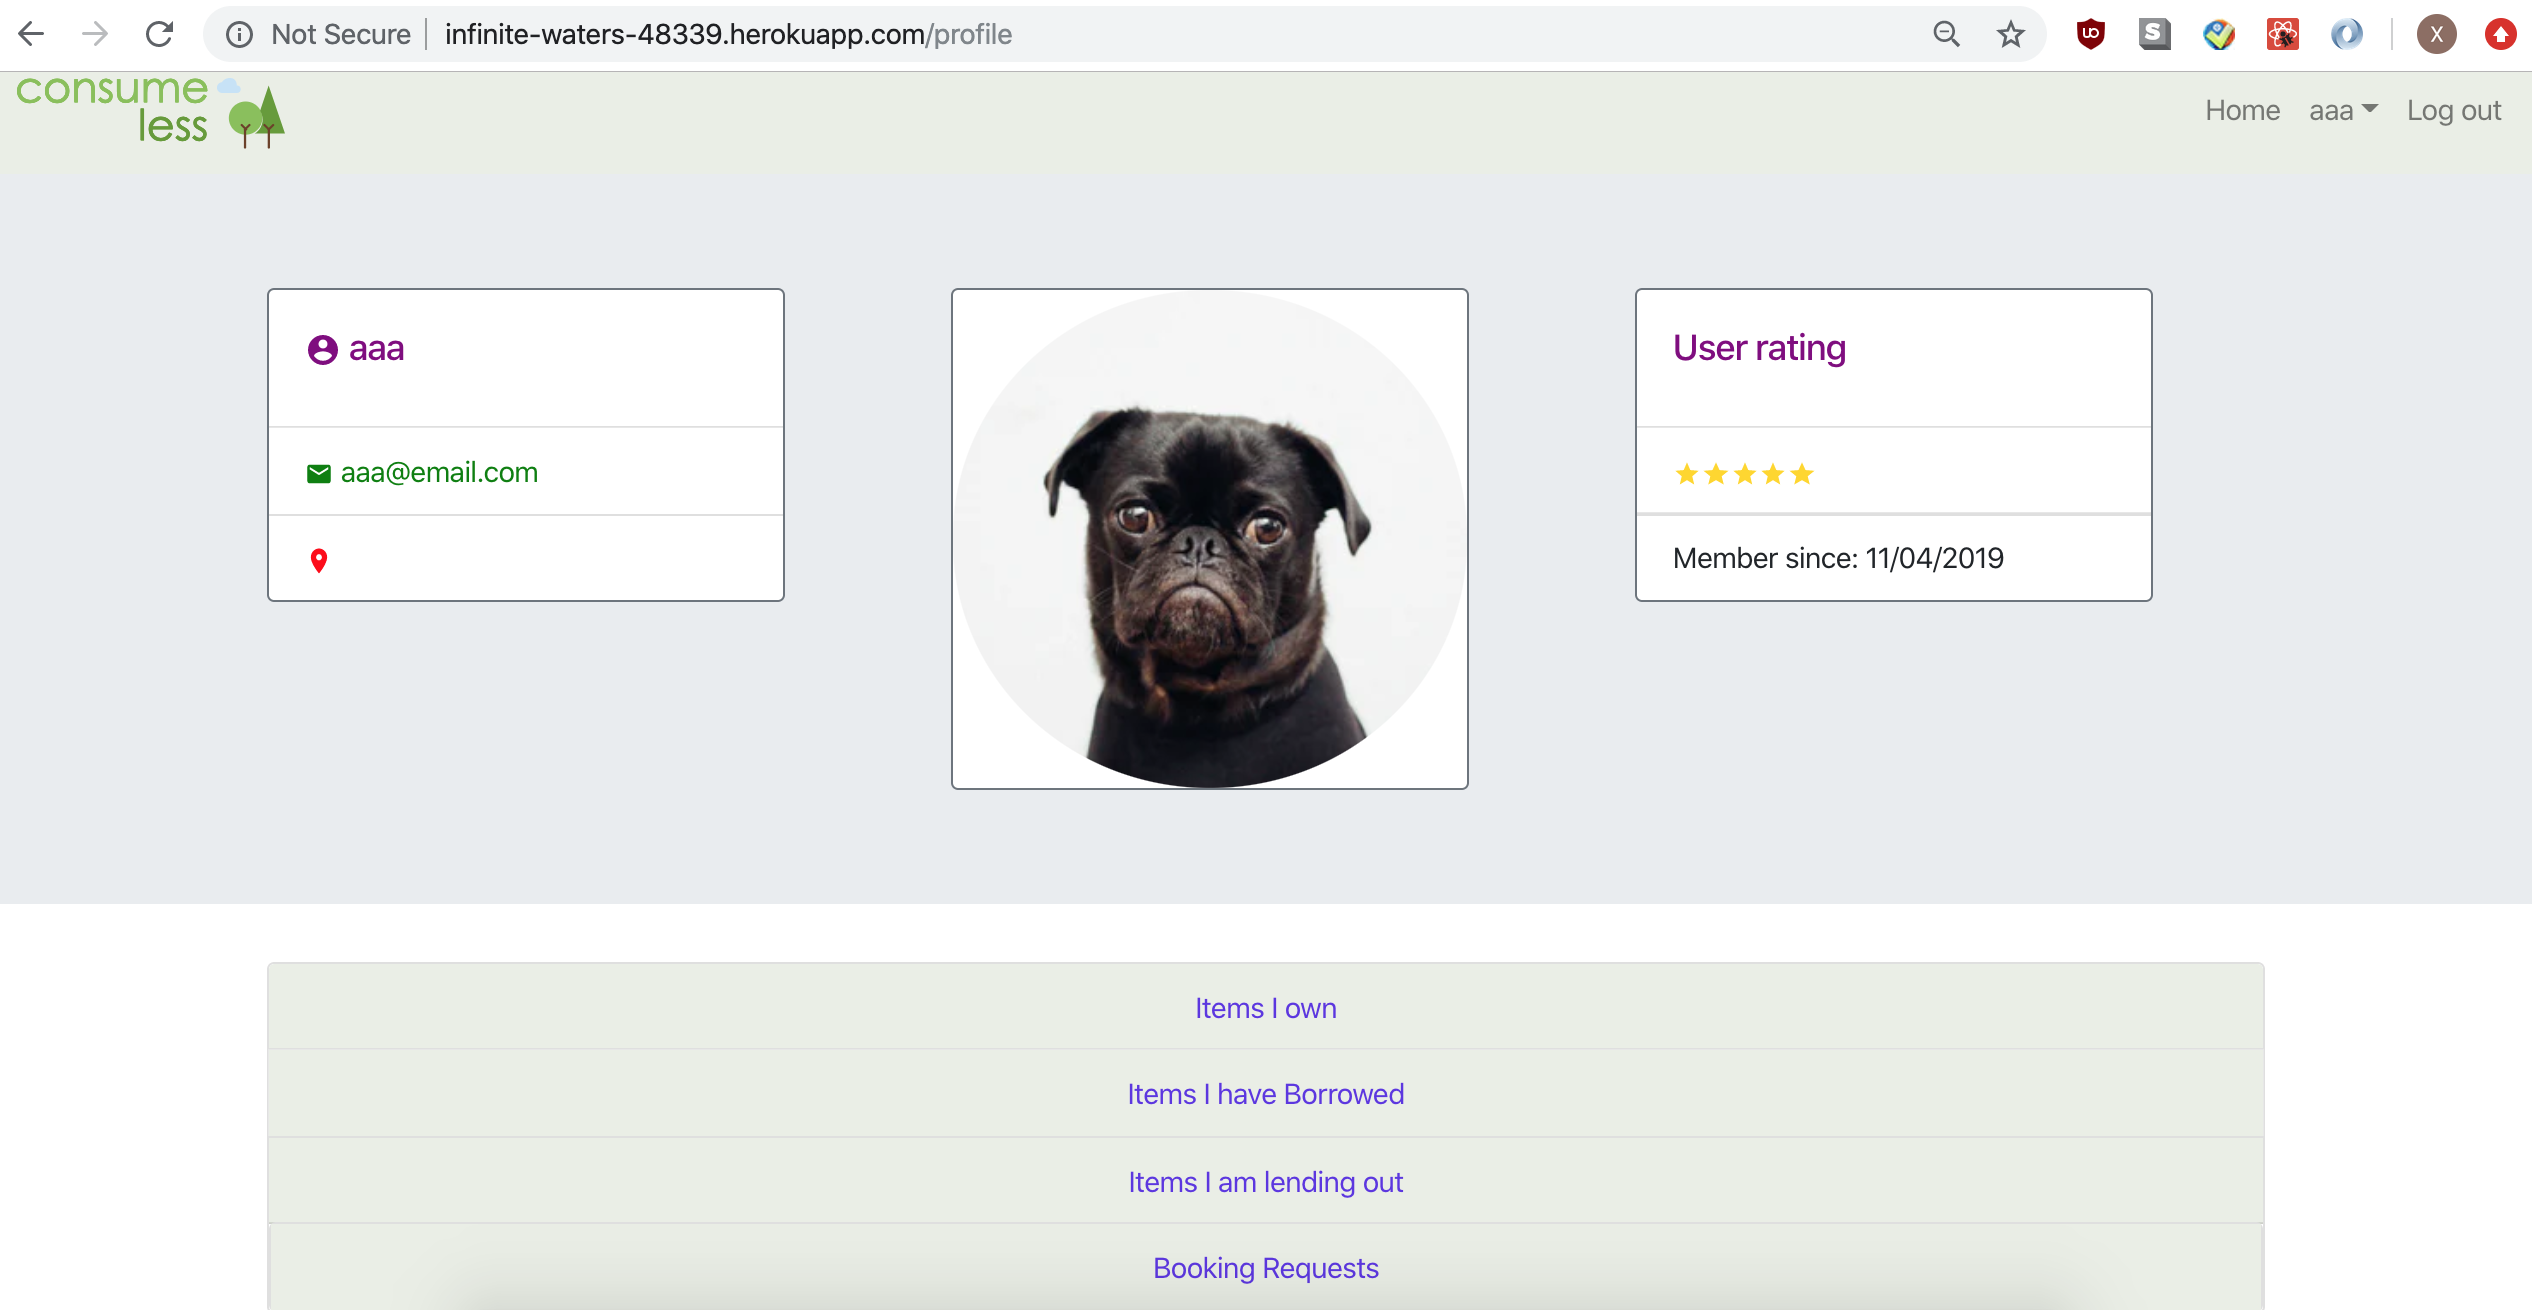 Not Secure infinite-waters-48339.herokuapp.com/profile
S
X
consume
less
Home aaa Log out
aaa
aaa@email.com
User rating
Member since: 11/04/2019
Items I own
Items I have Borrowed
Items I am lending out
Booking Requests